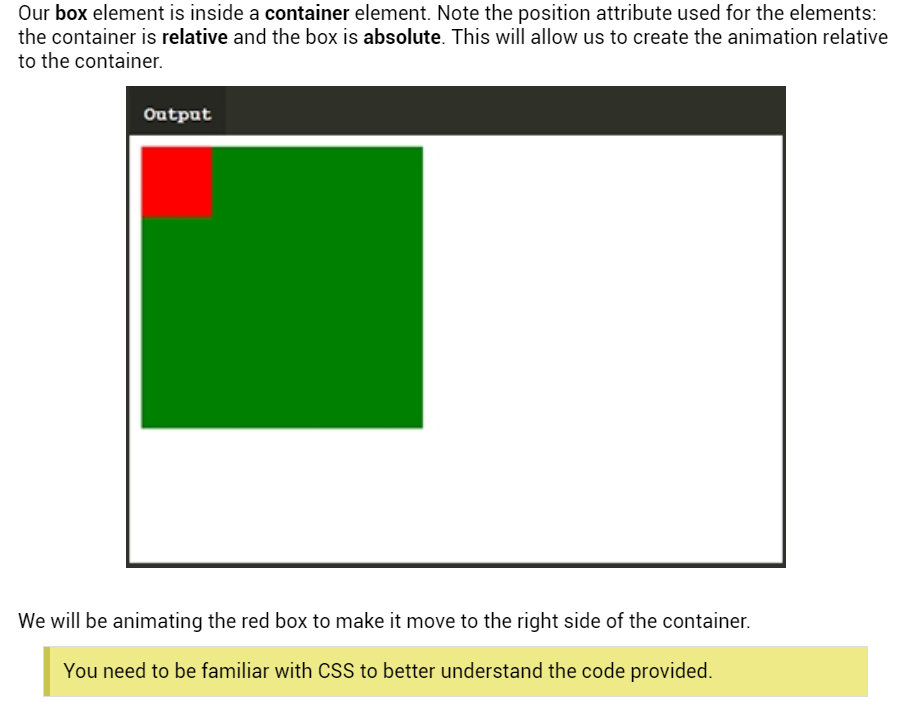 Our box element is inside a container element. Note the position attribute used for the elements:
the container is relative and the box is absolute. This will allow us to create the animation relative
to the container.
Output
We will be animating the red box to make it move to the right side of the container.
You need to be familiar with CSS to better understand the code provided.